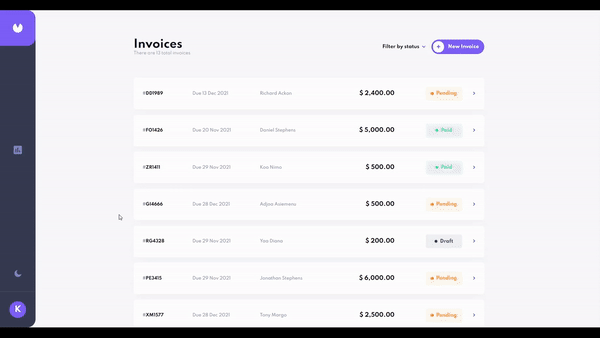 Invoices
There are 13 total invoices.
Filter by status
+ New Invoice
#DD1989 Due 13 Dec 2021 Richard Ackon $ 2,400.00 Pending
#FO1426 Due 20 Nov 2021 Daniel Stephens $ 5,000.00 Paid
#ZR1411 Due 29 Nov 2021 Koo Nimo $ 500.00 Paid
#GI4666 Due 28 Dec 2021 Adjoa Aniemena $ 500.00 Pending
#RG4328 Due 29 Nov 2021 Yaa Diana $ 200.00 Draft
#PE3415 Due 29 Nov 2021 Jonathan Stephens $ 6,000.00 Pending
#XM1577 Due 28 Dec 2021 Tony Margo $ 2,500.00 Pending
K